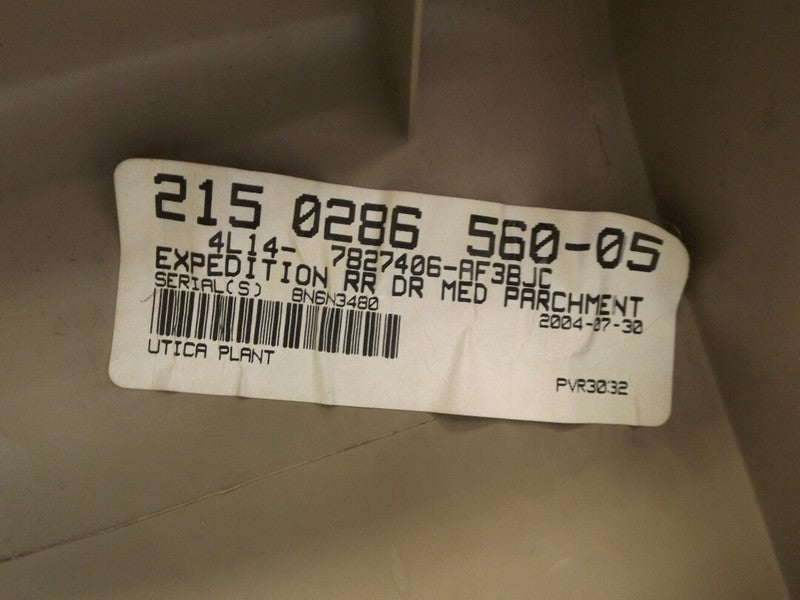 215 0286 560-05
4L14- 7827406-AF3BJC
EXPEDITION RR DR MED PARCHMENT
SERIAL(S) 8N6N3480 2004-07-30
UTICA PLANT
PVR3032